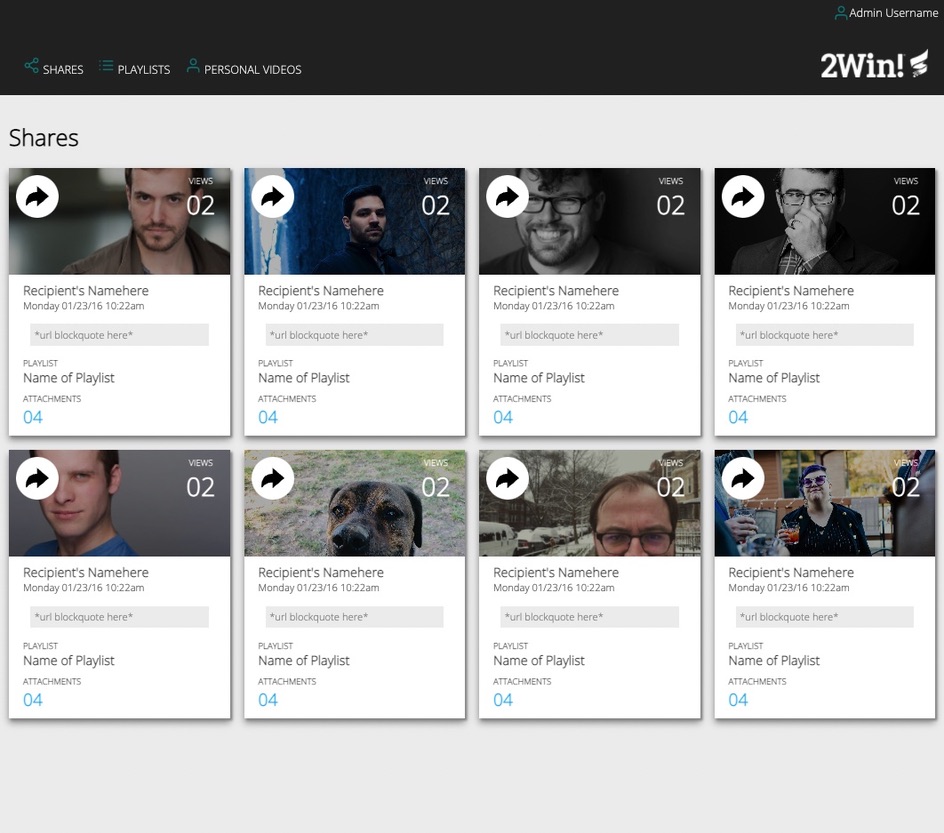 Admin Username
SHARES PLAYLISTS PERSONAL VIDEOS
2Win!
Shares
VIEWS VIEWS VIEWS VIEWS
02 02 02 02
Recipient's Namehere Recipient's Namehere Recipient's Namehere Recipient's Namehere
Monday 01/23/16 10:22am Monday 01/23/16 10:22am Monday 01/23/16 10:22am Monday 01/23/16 10:22am
*url blockquote here* *url blockquote here* *url blockquote here* *url blockquote here*
PLAYLIST PLAYLIST PLAYLIST PLAYLIST
Name of Playlist Name of Playlist Name of Playlist Name of Playlist
ATTACHMENTS ATTACHMENTS ATTACHMENTS ATTACHMENTS
04 04 04 04
VIEWS VIEWS VIEWS VIEWS
02 02 02 02
Recipient's Namehere Recipient's Namehere Recipient's Namehere Recipient's Namehere
Monday 01/23/16 10:22am Monday 01/23/16 10:22am Monday 01/23/16 10:22am Monday 01/23/16 10:22am
*url blockquote here* *url blockquote here* *url blockquote here* *url blockquote here*
PLAYLIST PLAYLIST PLAYLIST PLAYLIST
Name of Playlist Name of Playlist Name of Playlist Name of Playlist
ATTACHMENTS ATTACHMENTS ATTACHMENTS ATTACHMENTS
04 04 04 04